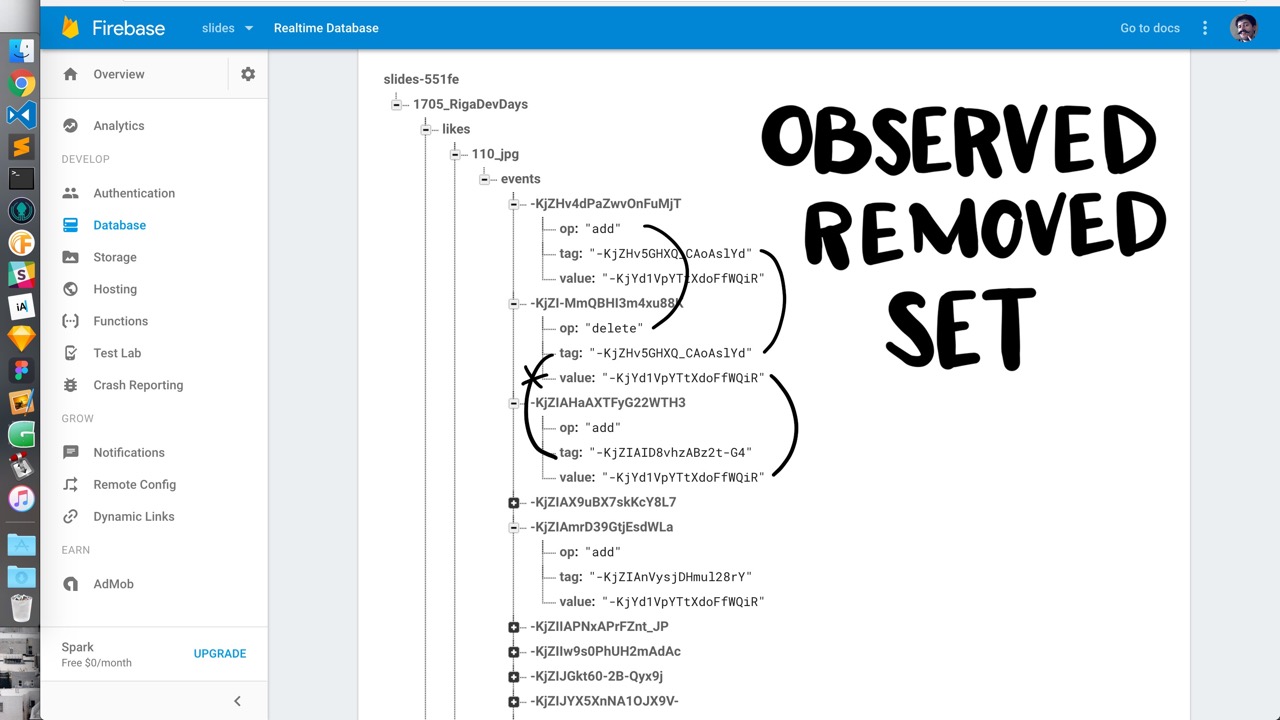 Firebase
slides
Realtime Database
Go to docs
Overview
Analytics
DEVELOP
Authentication
Database
Storage
Hosting
Functions
Test Lab
Crash Reporting
GROW
Notifications
Remote Config
Dynamic Links
EARN
AdMob
Spark
Free $0/month
UPGRADE
slides-551fe
1705_RigaDevDays
likes
110_jpg
events
-KjZHv4dPaZwvOnFuMjT
op: "add"
tag: "-KjZHv5GHXQ_CAoAslYd"
value: "-KjYd1VpYTtXdoFfWQiR"
-KjZI-MmQBHI3m4xu88K
op: "delete"
tag: "-KjZHv5GHXQ_CAoAslYd"
value: "-KjYd1VpYTtXdoFfWQiR"
-KjZIAHaAXTFyG22WTH3
op: "add"
tag: "-KjZIAID8vhzABz2t-G4"
value: "-KjYd1VpYTtXdoFfWQiR"
-KjZIAX9uBX7skKcY8L7
-KjZIAmrD39GtjEsdWLa
op: "add"
tag: "-KjZIAnVysjDHmul28rY"
value: "-KjYd1VpYTtXdoFfWQiR"
-KjZIIAPNxAPrFZnt_JP
-KjZIIw9s0PhUH2mAdAc
-KjZIJGkt60-2B-Qyx9j
-KjZIJYX5XnNA1OJX9V-
OBSERVED
REMOVED
SET
iA